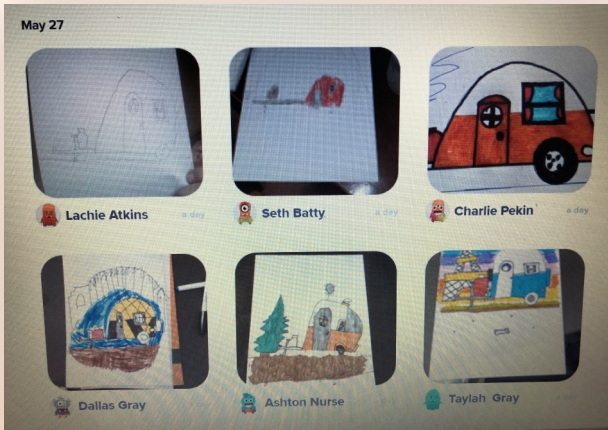 May 27
Lachie Atkins a day
Seth Batty a day
Charlie Pekin a day
Dallas Gray
Ashton Nurse
Taylah Gray